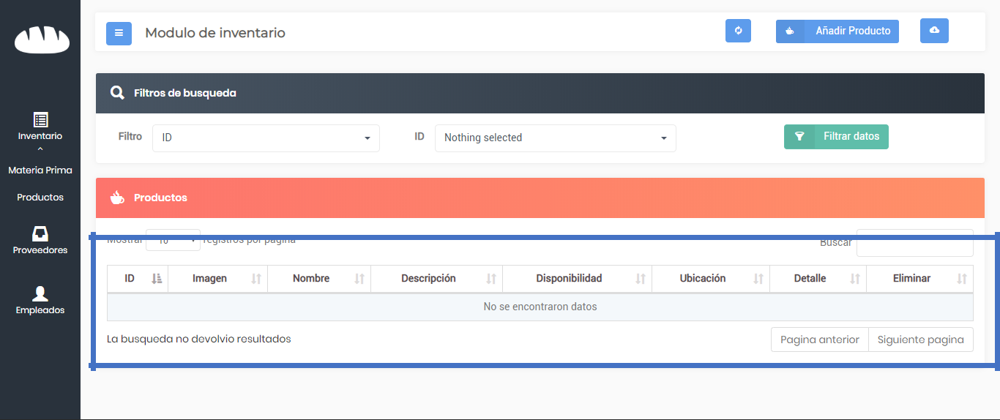 Modulo de inventario
Añadir Producto
Filtros de busqueda
Filtro ID ID Nothing selected Filtrar datos
Inventario
Materia Prima
Productos
Proveedores
Empleados
Productos
Mostrar 10 registros por pagina Buscar
ID Imagen Nombre Descripción Disponibilidad Ubicación Detalle Eliminar
No se encontraron datos
La busqueda no devolvio resultados Pagina anterior Siguiente pagina